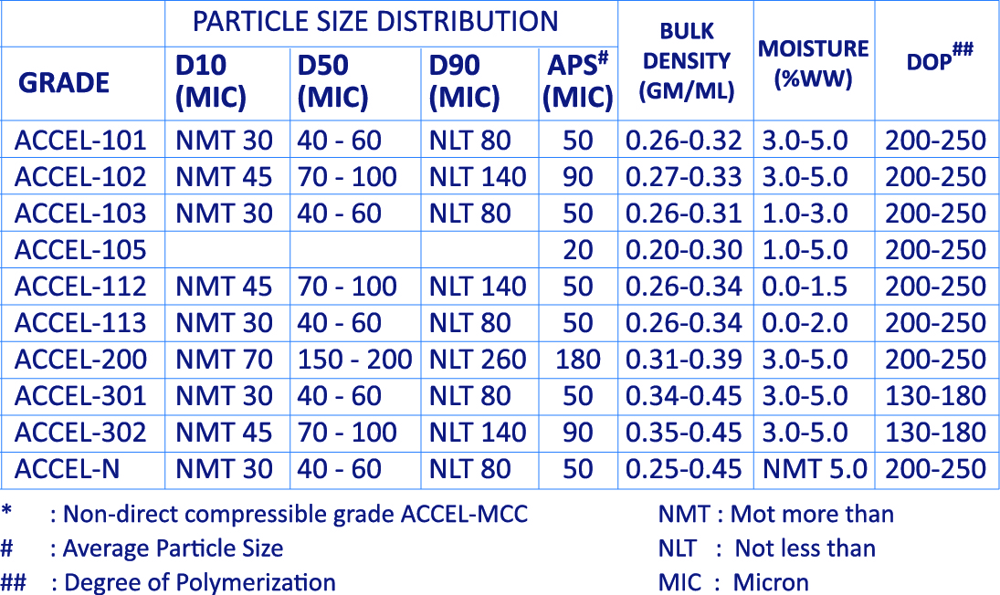 PARTICLE SIZE DISTRIBUTION BULK DENSITY (GM/ML) MOISTURE (%WW) DOP##
GRADE D10 (MIC) D50 (MIC) D90 (MIC) APS# (MIC)
ACCEL-101 NMT 30 40 - 60 NLT 80 50 0.26-0.32 3.0-5.0 200-250
ACCEL-102 NMT 45 70 - 100 NLT 140 90 0.27-0.33 3.0-5.0 200-250
ACCEL-103 NMT 30 40 - 60 NLT 80 50 0.26-0.31 1.0-3.0 200-250
ACCEL-105 20 0.20-0.30 1.0-5.0 200-250
ACCEL-112 NMT 45 70 - 100 NLT 140 50 0.26-0.34 0.0-1.5 200-250
ACCEL-113 NMT 30 40 - 60 NLT 80 50 0.26-0.34 0.0-2.0 200-250
ACCEL-200 NMT 70 150 - 200 NLT 260 180 0.31-0.39 3.0-5.0 200-250
ACCEL-301 NMT 30 40 - 60 NLT 80 50 0.34-0.45 3.0-5.0 130-180
ACCEL-302 NMT 45 70 - 100 NLT 140 90 0.35-0.45 3.0-5.0 130-180
ACCEL-N NMT 30 40 - 60 NLT 80 50 0.25-0.45 NMT 5.0 200-250
* : Non-direct compressible grade ACCEL-MCC NMT : Mot more than
# : Average Particle Size NLT : Not less than
## : Degree of Polymerization MIC : Micron